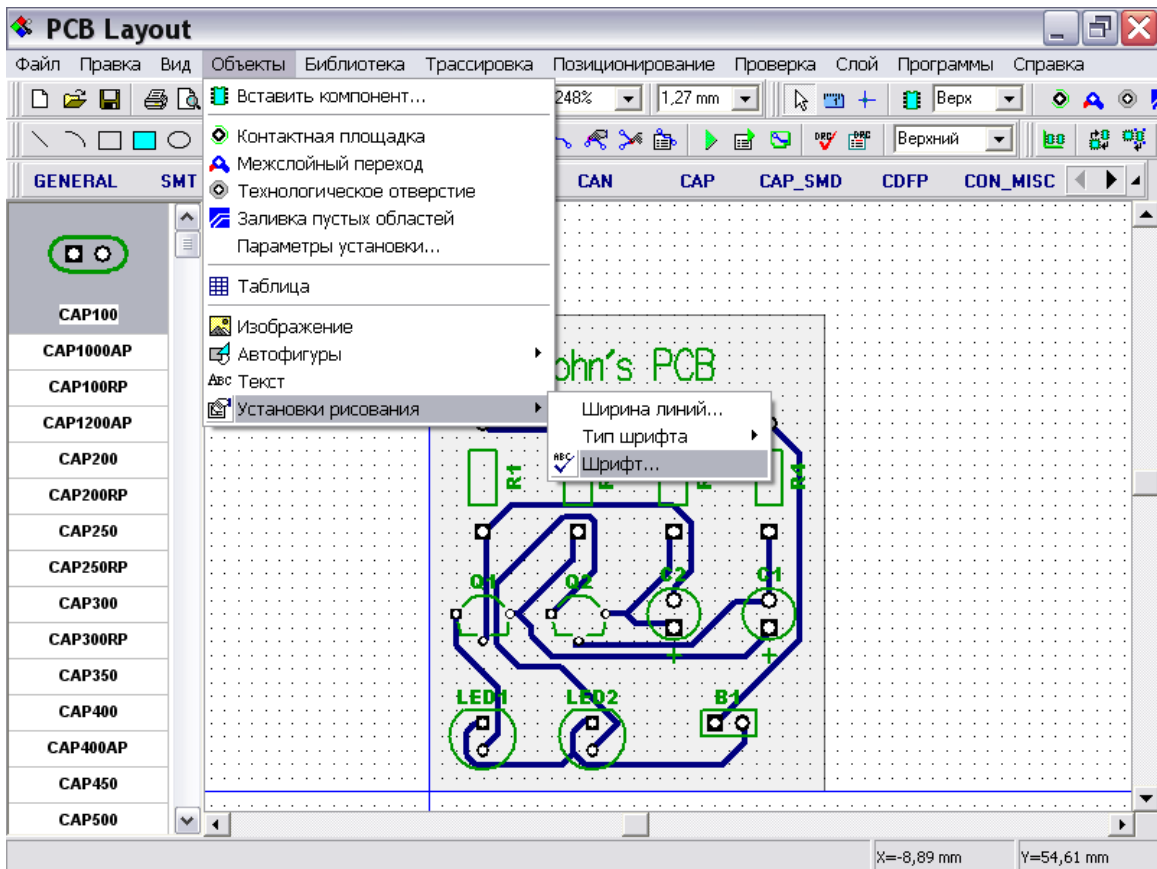 PCB Layout
Файл Правка Вид Объекты Библиотека Трассировка Позиционирование Проверка Слой Программы Справка
248% 1,27 mm Верх
DRC DRC Верхний
GENERAL SMT CAN CAP CAP_SMD CDFP CON_MISC
Вставить компонент...
Контактная площадка
Межслойный переход
Технологическое отверстие
Заливка пустых областей
Параметры установки...
Таблица
Изображение
Автофигуры
ABC Текст
Установки рисования
Ширина линий...
Тип шрифта
ABC Шрифт...
CAP100
CAP1000AP
CAP100RP
CAP1200AP
CAP200
CAP200RP
CAP250
CAP250RP
CAP300
CAP300RP
CAP350
CAP400
CAP400AP
CAP450
CAP500
ohn's PCB
R1 R4
Q1 Q2 C2 C1
+ +
LED1 LED2 B1
X=-8,89 mm Y=54,61 mm